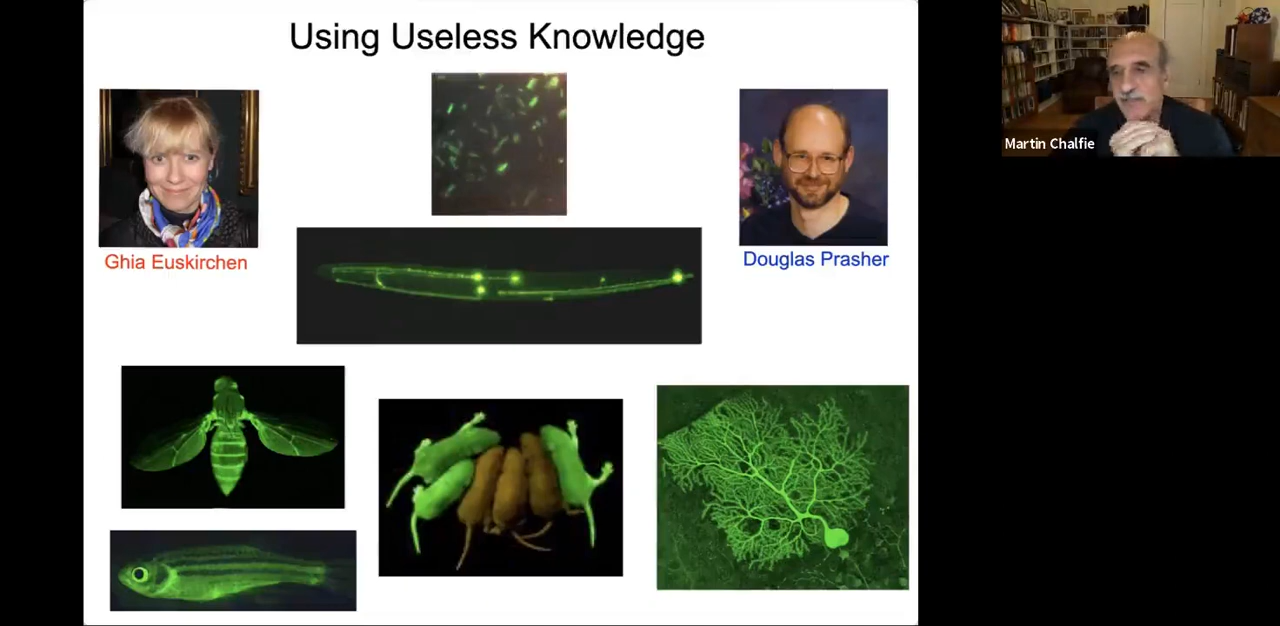 Using Useless Knowledge
Martin Chalfie
Ghia Euskirchen
Douglas Prasher